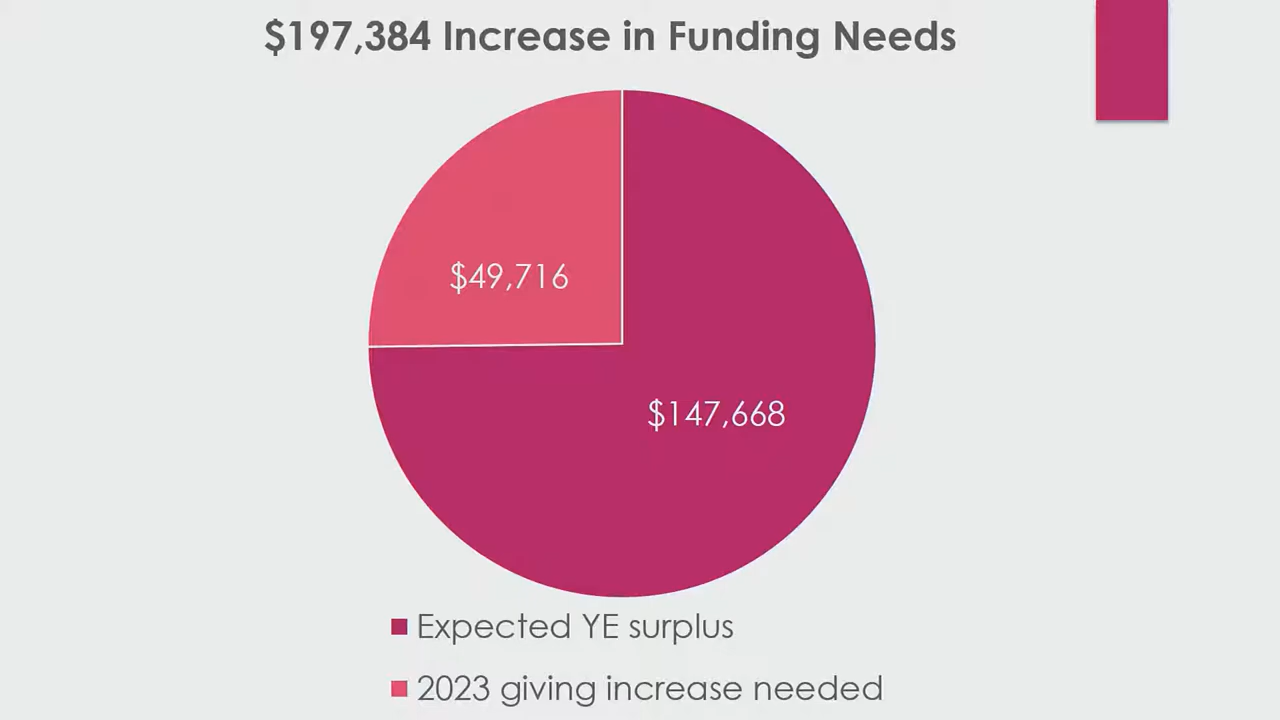 $197,384 Increase in Funding Needs
$49,716
$147,668
Expected YE surplus
2023 giving increase needed